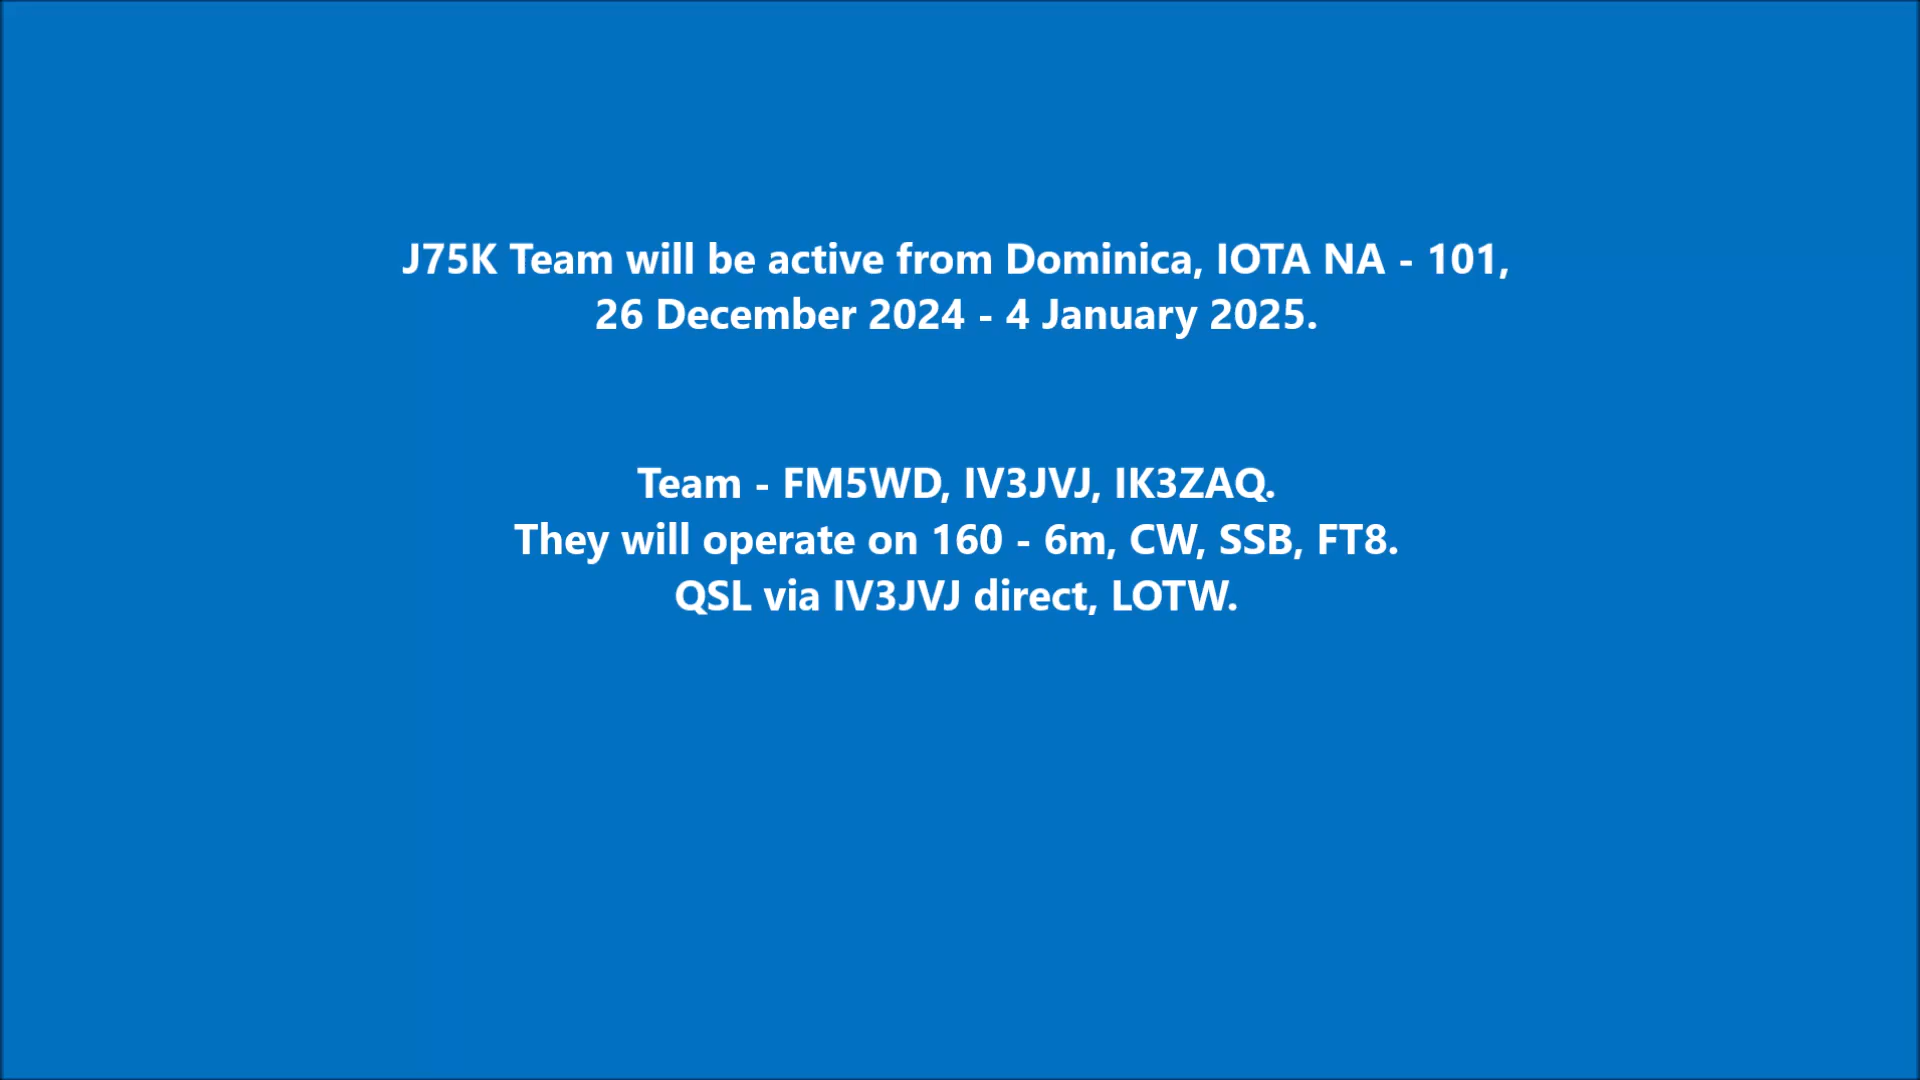 J75K Team will be active from Dominica, IOTA NA - 101,
26 December 2024 - 4 January 2025.
Team - FM5WD, IV3JVJ, IK3ZAQ.
They will operate on 160 - 6m, CW, SSB, FT8.
QSL via IV3JVJ direct, LOTW.